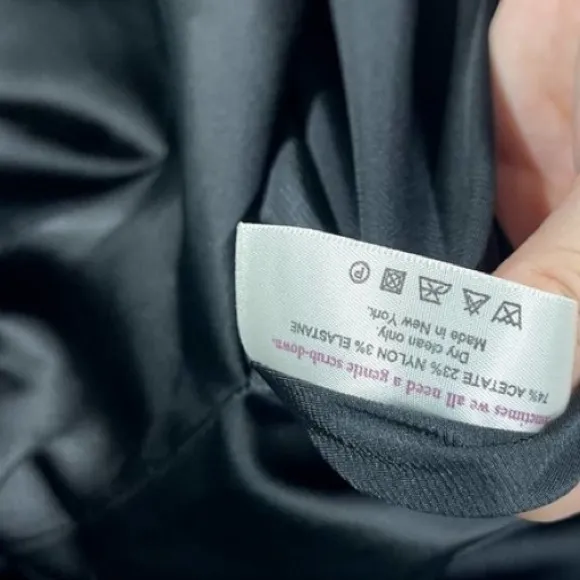 Sometimes we all need a gentle scrub-down.
74% ACETATE 23% NYLON 3% ELASTANE
Dry clean only.
Made in New York.
P